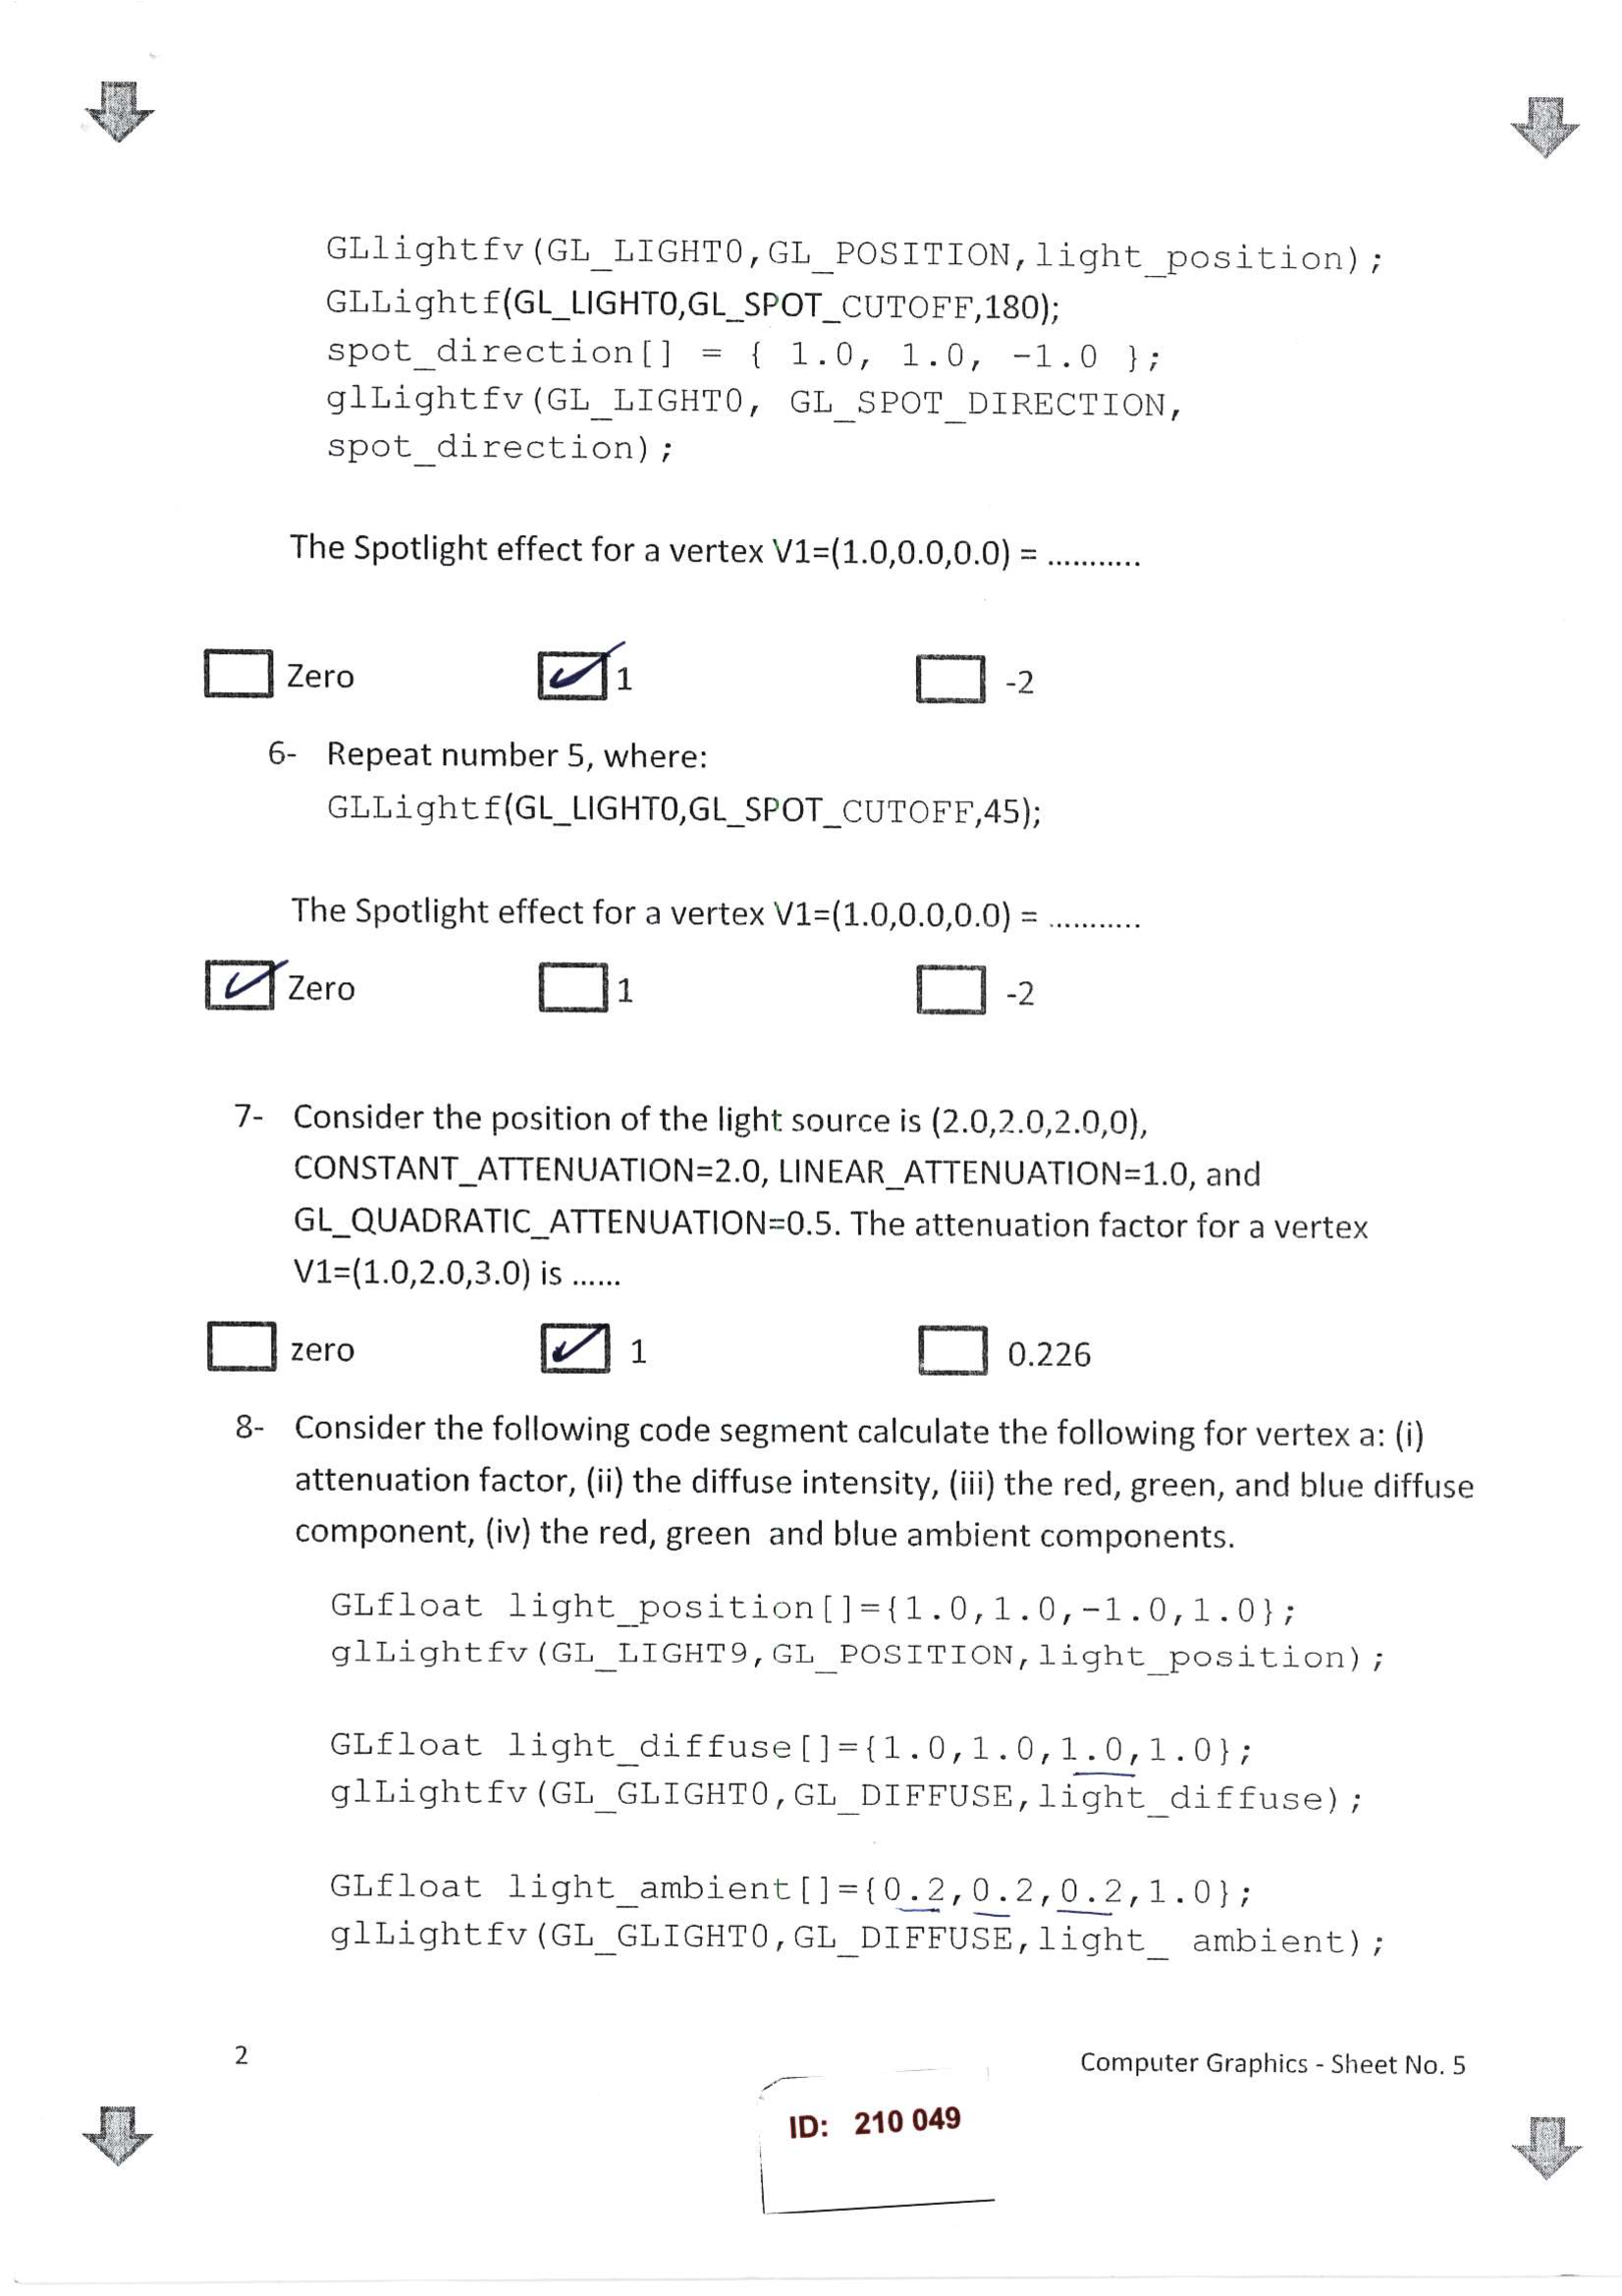 GLlightfv(GL_LIGHT0,GL_POSITION,light_position);
GLLightf(GL_LIGHT0,GL_SPOT_CUTOFF,180);
spot_direction[] = { 1.0, 1.0, -1.0 };
glLightfv(GL_LIGHT0, GL_SPOT_DIRECTION,
spot_direction);
The Spotlight effect for a vertex V1=(1.0,0.0,0.0) = ...........
Zero 1 -2
6- Repeat number 5, where:
GLLightf(GL_LIGHT0,GL_SPOT_CUTOFF,45);
The Spotlight effect for a vertex V1=(1.0,0.0,0.0) = ...........
Zero 1 -2
7- Consider the position of the light source is (2.0,2.0,2.0,0),
CONSTANT_ATTENUATION=2.0, LINEAR_ATTENUATION=1.0, and
GL_QUADRATIC_ATTENUATION=0.5. The attenuation factor for a vertex
V1=(1.0,2.0,3.0) is ......
zero 1 0.226
8- Consider the following code segment calculate the following for vertex a: (i)
attenuation factor, (ii) the diffuse intensity, (iii) the red, green, and blue diffuse
component, (iv) the red, green and blue ambient components.
GLfloat light_position[]={1.0,1.0,-1.0,1.0};
glLightfv(GL_LIGHT9,GL_POSITION,light_position);
GLfloat light_diffuse[]={1.0,1.0,1.0,1.0};
glLightfv(GL_GLIGHT0,GL_DIFFUSE,light_diffuse);
GLfloat light_ambient[]={0.2,0.2,0.2,1.0};
glLightfv(GL_GLIGHT0,GL_DIFFUSE,light_ ambient);
2 Computer Graphics - Sheet No. 5
ID: 210 049